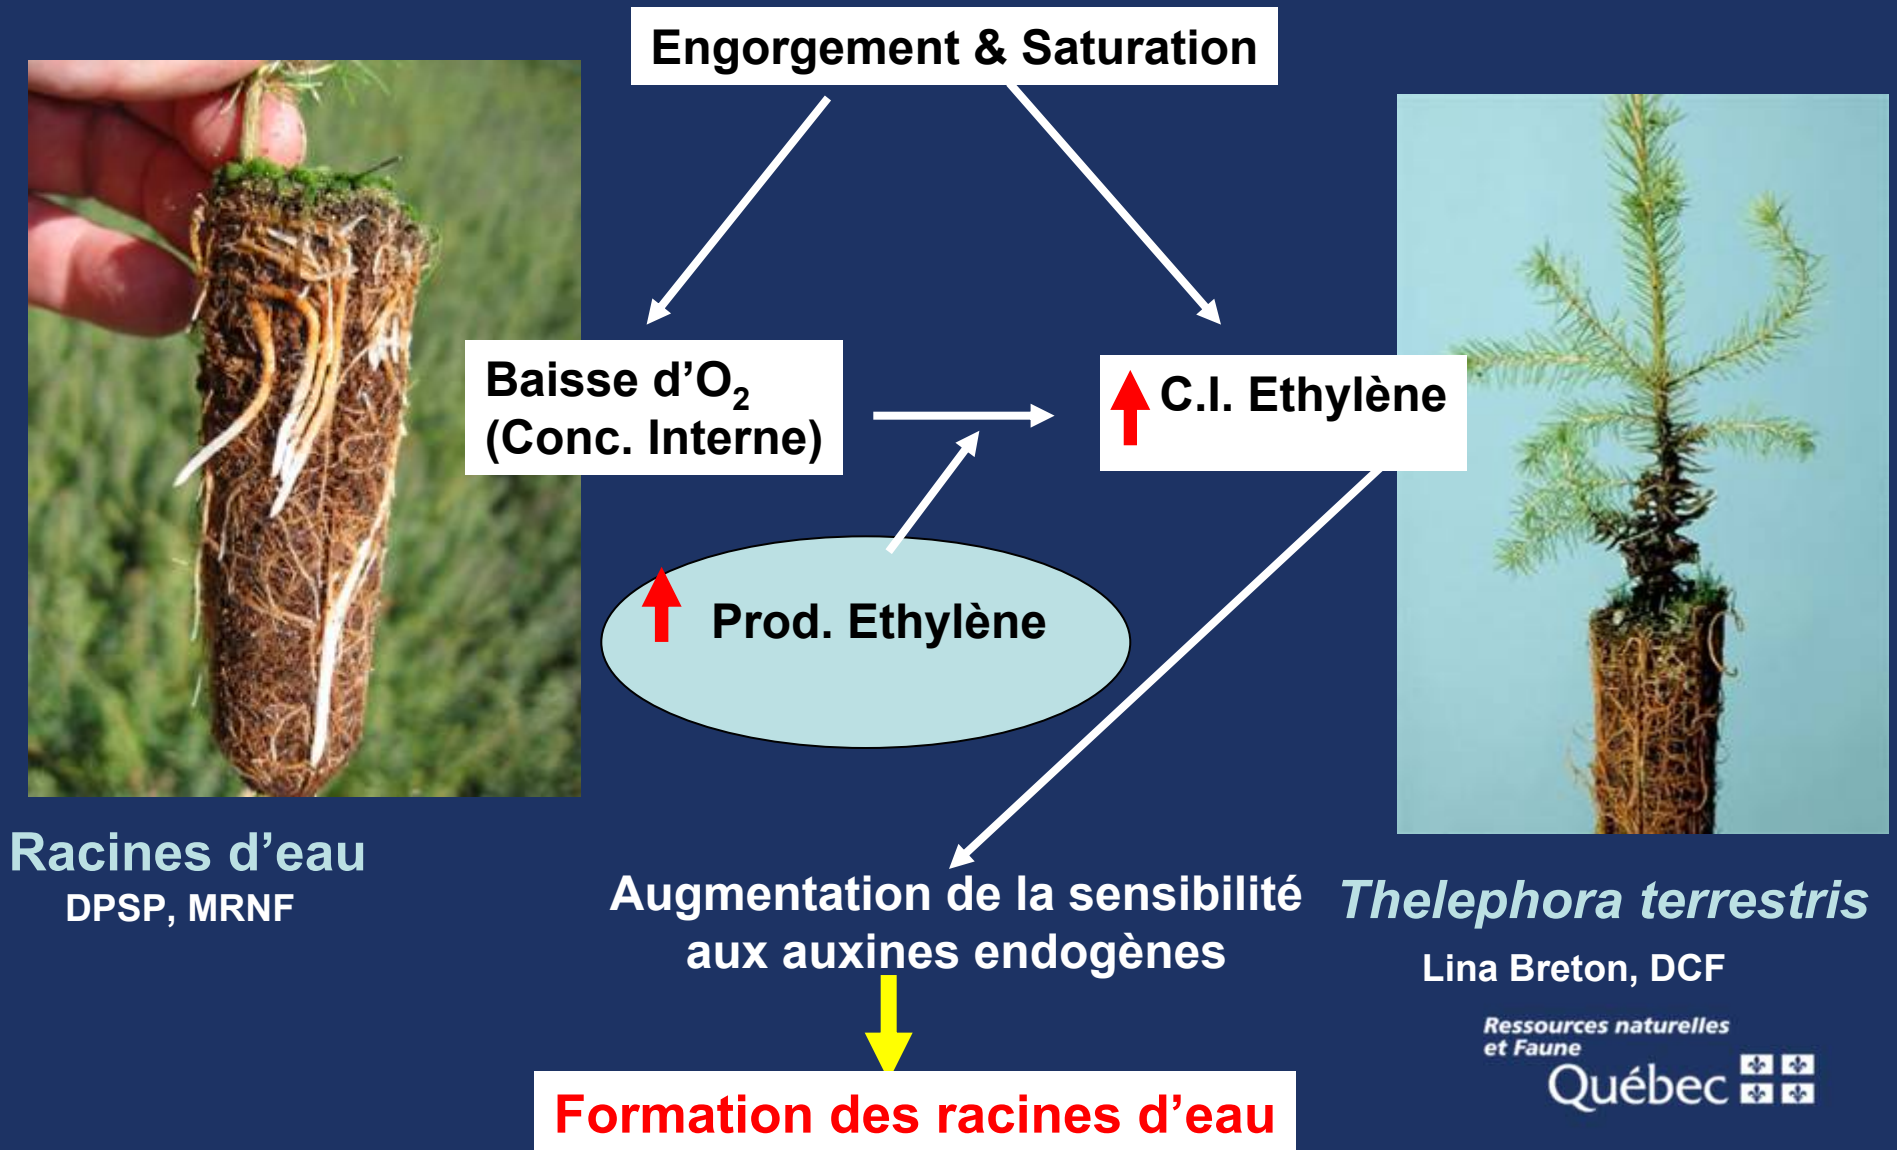 Engorgement & Saturation
Baisse d’O₂
(Conc. Interne)
C.I. Ethylène
Prod. Ethylène
Racines d’eau
DPSP, MRNF
Augmentation de la sensibilité
aux auxines endogènes
Thelephora terrestris
Lina Breton, DCF
Formation des racines d’eau
Ressources naturelles
et Faune
Québec